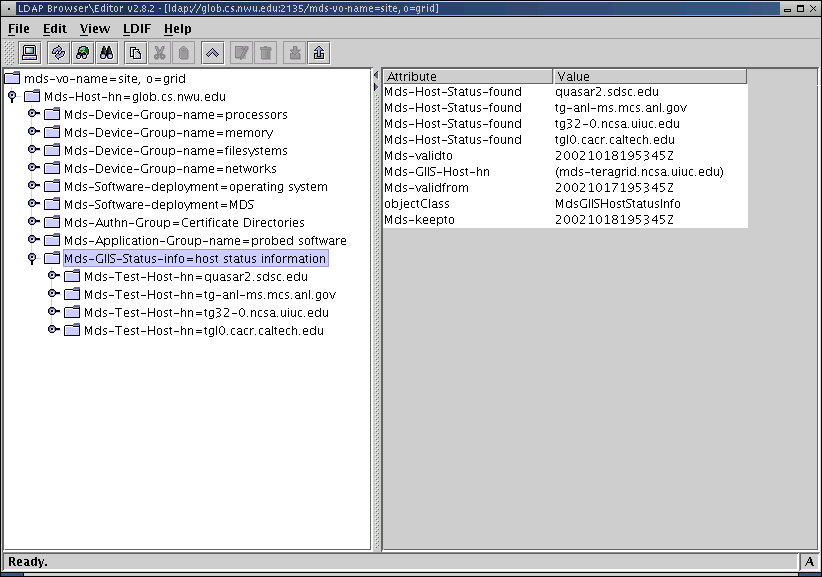 LDAP Browser\Editor v2.8.2 - [ldap://glob.cs.nwu.edu:2135/mds-vo-name=site, o=grid]
File Edit View LDIF Help
mds-vo-name=site, o=grid
Mds-Host-hn=glob.cs.nwu.edu
Mds-Device-Group-name=processors
Mds-Device-Group-name=memory
Mds-Device-Group-name=filesystems
Mds-Device-Group-name=networks
Mds-Software-deployment=operating system
Mds-Software-deployment=MDS
Mds-Authn-Group=Certificate Directories
Mds-Application-Group-name=probed software
Mds-GIIS-Status-info=host status information
Mds-Test-Host-hn=quasar2.sdsc.edu
Mds-Test-Host-hn=tg-anl-ms.mcs.anl.gov
Mds-Test-Host-hn=tg32-0.ncsa.uiuc.edu
Mds-Test-Host-hn=tgl0.cacr.caltech.edu
Attribute Value
Mds-Host-Status-found quasar2.sdsc.edu
Mds-Host-Status-found tg-anl-ms.mcs.anl.gov
Mds-Host-Status-found tg32-0.ncsa.uiuc.edu
Mds-Host-Status-found tgl0.cacr.caltech.edu
Mds-validto 20021018195345Z
Mds-GIIS-Host-hn (mds-teragrid.ncsa.uiuc.edu)
Mds-validfrom 20021017195345Z
objectClass MdsGIISHostStatusInfo
Mds-keepto 20021018195345Z
Ready. A